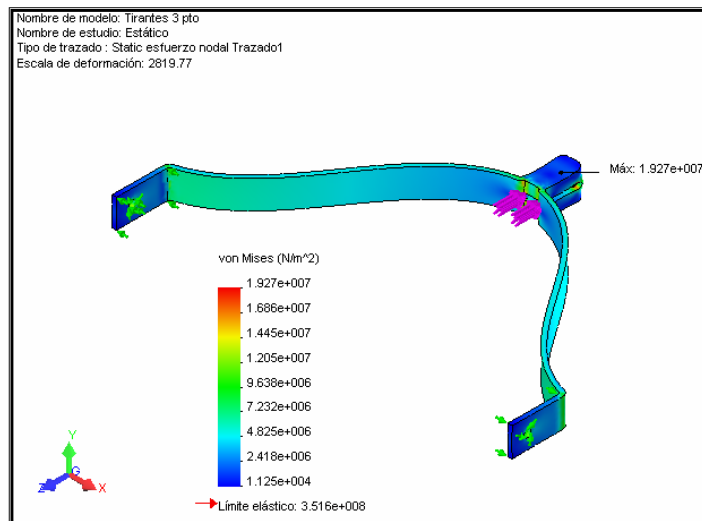 Nombre de modelo: Tirantes 3 pto
Nombre de estudio: Estático
Tipo de trazado : Static esfuerzo nodal Trazado1
Escala de deformación: 2819.77
Máx: 1.927e+007
von Mises (N/m^2)
1.927e+007
1.686e+007
1.445e+007
1.205e+007
9.638e+006
7.232e+006
4.825e+006
2.418e+006
1.125e+004
Límite elástico: 3.516e+008
Y
G
Z
X